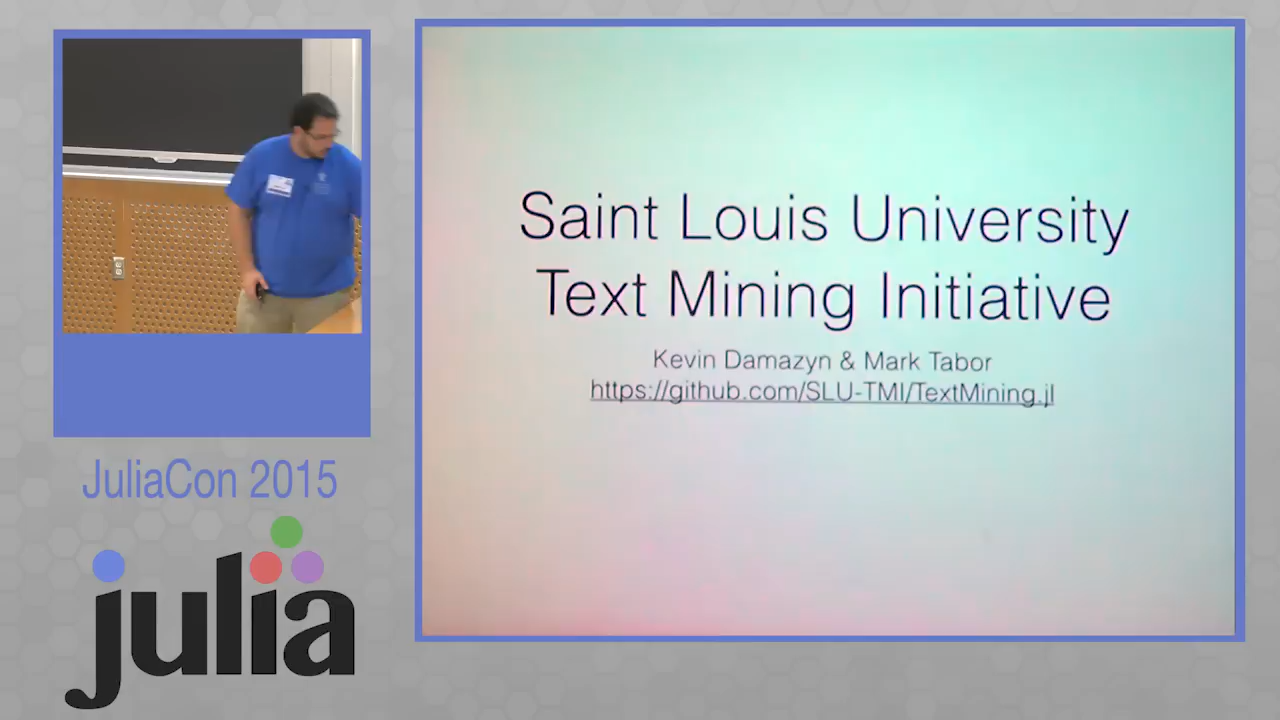 Saint Louis University
Text Mining Initiative
Kevin Damazyn & Mark Tabor
https://github.com/SLU-TMI/TextMining.jl
JuliaCon 2015
julia